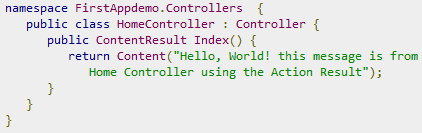 namespace FirstAppdemo.Controllers  {
   public class HomeController : Controller {
      public ContentResult Index() {
         return Content("Hello, World! this message is from
            Home Controller using the Action Result");
      }
   }
}